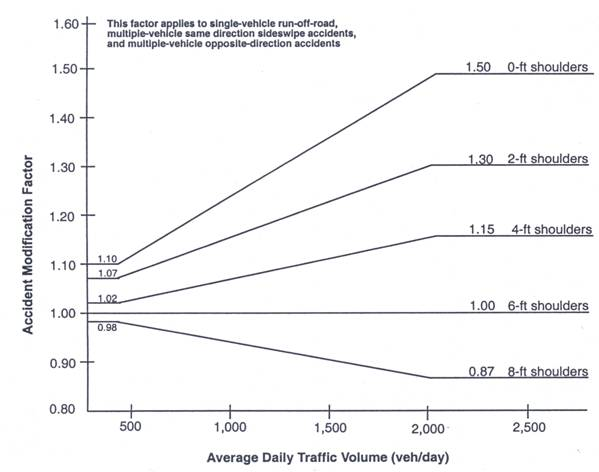 1.60
This factor applies to single-vehicle run-off-road,
multiple-vehicle same direction sideswipe accidents,
and multiple-vehicle opposite-direction accidents
1.50
1.50 0-ft shoulders
1.40
1.30
1.30 2-ft shoulders
1.20
1.15 4-ft shoulders
1.10
1.10
1.07
1.02
1.00
1.00 6-ft shoulders
0.98
0.90
0.87 8-ft shoulders
0.80
Accident Modification Factor
500 1,000 1,500 2,000 2,500
Average Daily Traffic Volume (veh/day)